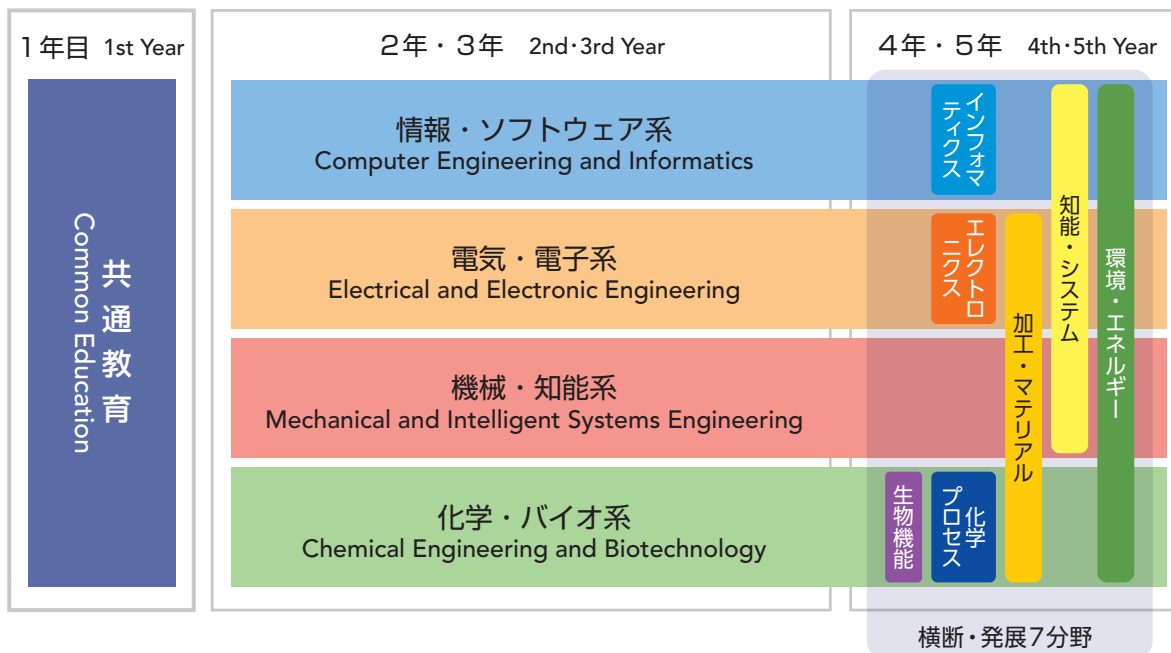 1年目 1st Year
共通教育
Common Education
2年・3年 2nd・3rd Year
情報・ソフトウェア系
Computer Engineering and Informatics
電気・電子系
Electrical and Electronic Engineering
機械・知能系
Mechanical and Intelligent Systems Engineering
化学・バイオ系
Chemical Engineering and Biotechnology
4年・5年 4th・5th Year
インフォマ
ティクス
エレクトロ
ニクス
生物機能
化学
プロセス
加工・マテリアル
知能・システム
環境・エネルギー
横断・発展7分野